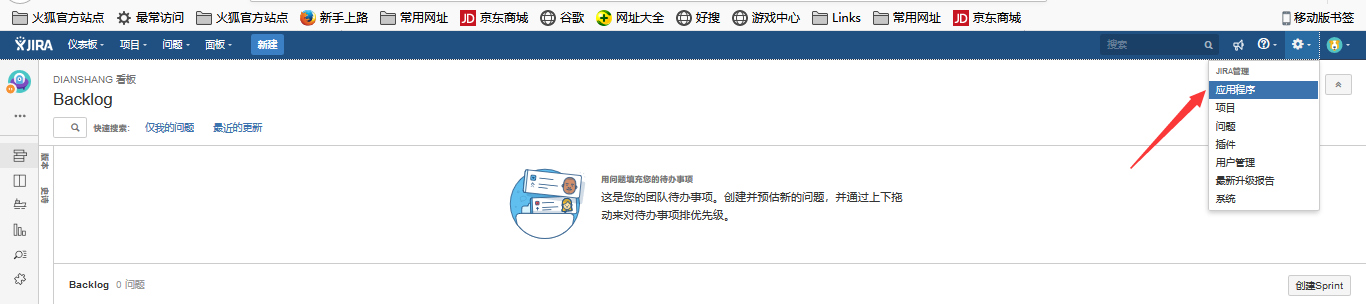 火狐官方站点 最常访问 火狐官方站点 新手上路 常用网址 京东商城 谷歌 网址大全 好搜 游戏中心 Links 常用网址 京东商城 移动版书签
JIRA 仪表板 项目 问题 面板 新建 搜索
JIRA管理
DIANSHANG 看板
应用程序
Backlog
项目
快速搜索: 仅我的问题 最近的更新
问题
插件
版本
用户管理
用问题填充您的待办事项
最新升级报告
史诗
这是您的团队待办事项。创建并预估新的问题，并通过上下拖
系统
动来对待办事项排优先级。
Backlog 0 问题 创建Sprint